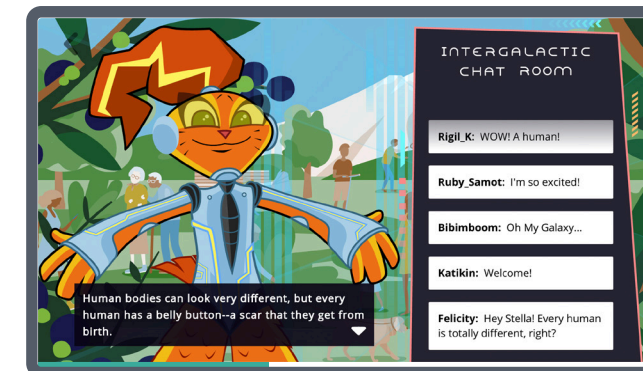 INTERGALACTIC
CHAT ROOM
Rigil_K: WOW! A human!
Ruby_Samot: I'm so excited!
Bibimboom: Oh My Galaxy...
Katikin: Welcome!
Felicity: Hey Stella! Every human
is totally different, right?
Human bodies can look very different, but every
human has a belly button--a scar that they get from
birth.